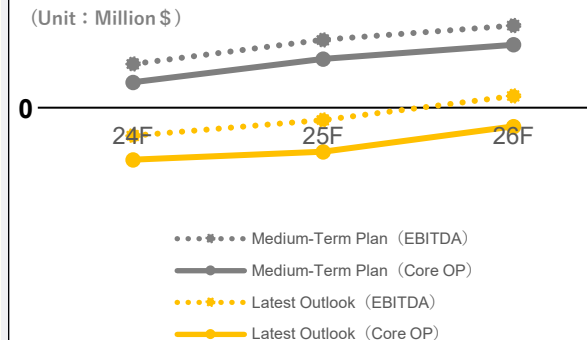 （Unit：Million＄）
0
24F 25F 26F
Medium-Term Plan（EBITDA）
Medium-Term Plan（Core OP）
Latest Outlook（EBITDA）
Latest Outlook（Core OP）